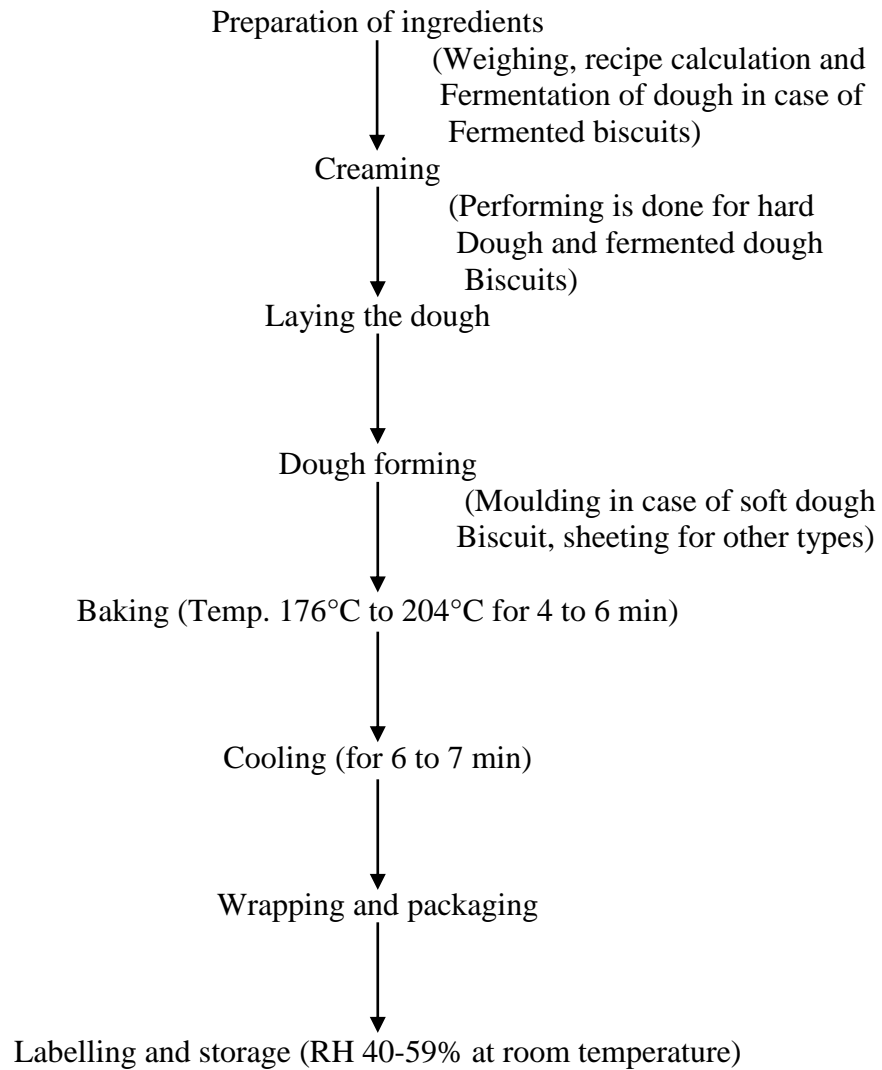 Preparation of ingredients
(Weighing, recipe calculation and
Fermentation of dough in case of
Fermented biscuits)
Creaming
(Performing is done for hard
Dough and fermented dough
Biscuits)
Laying the dough
Dough forming
(Moulding in case of soft dough
Biscuit, sheeting for other types)
Baking (Temp. 176°C to 204°C for 4 to 6 min)
Cooling (for 6 to 7 min)
Wrapping and packaging
Labelling and storage (RH 40-59% at room temperature)